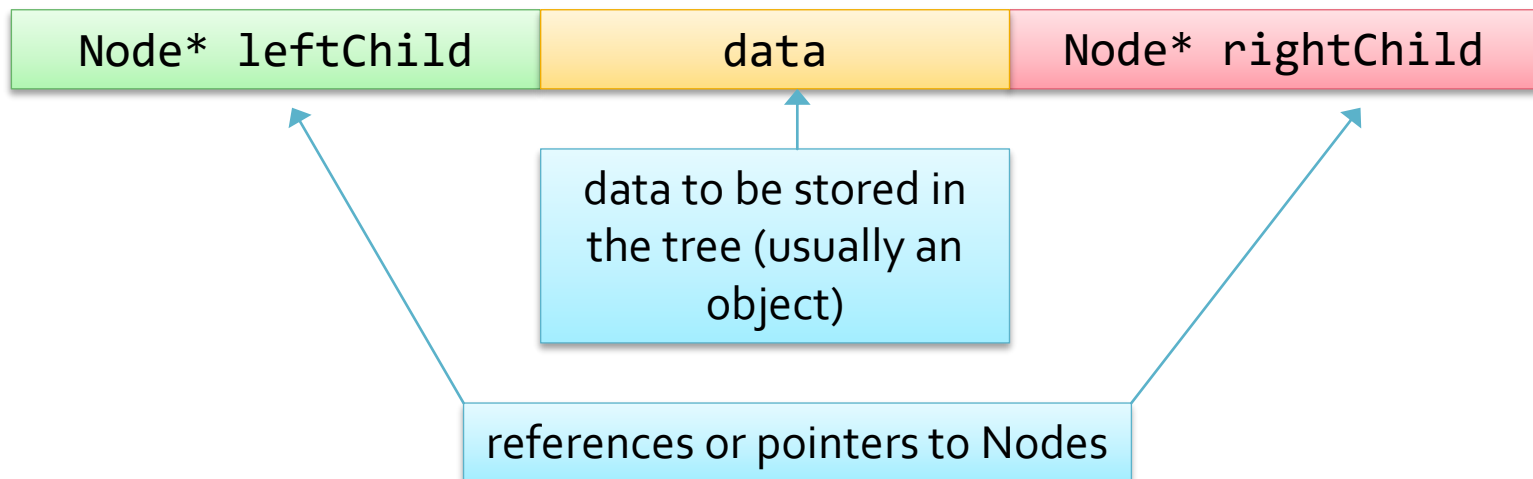 Node* leftChild
data
Node* rightChild
data to be stored in
the tree (usually an
object)
references or pointers to Nodes